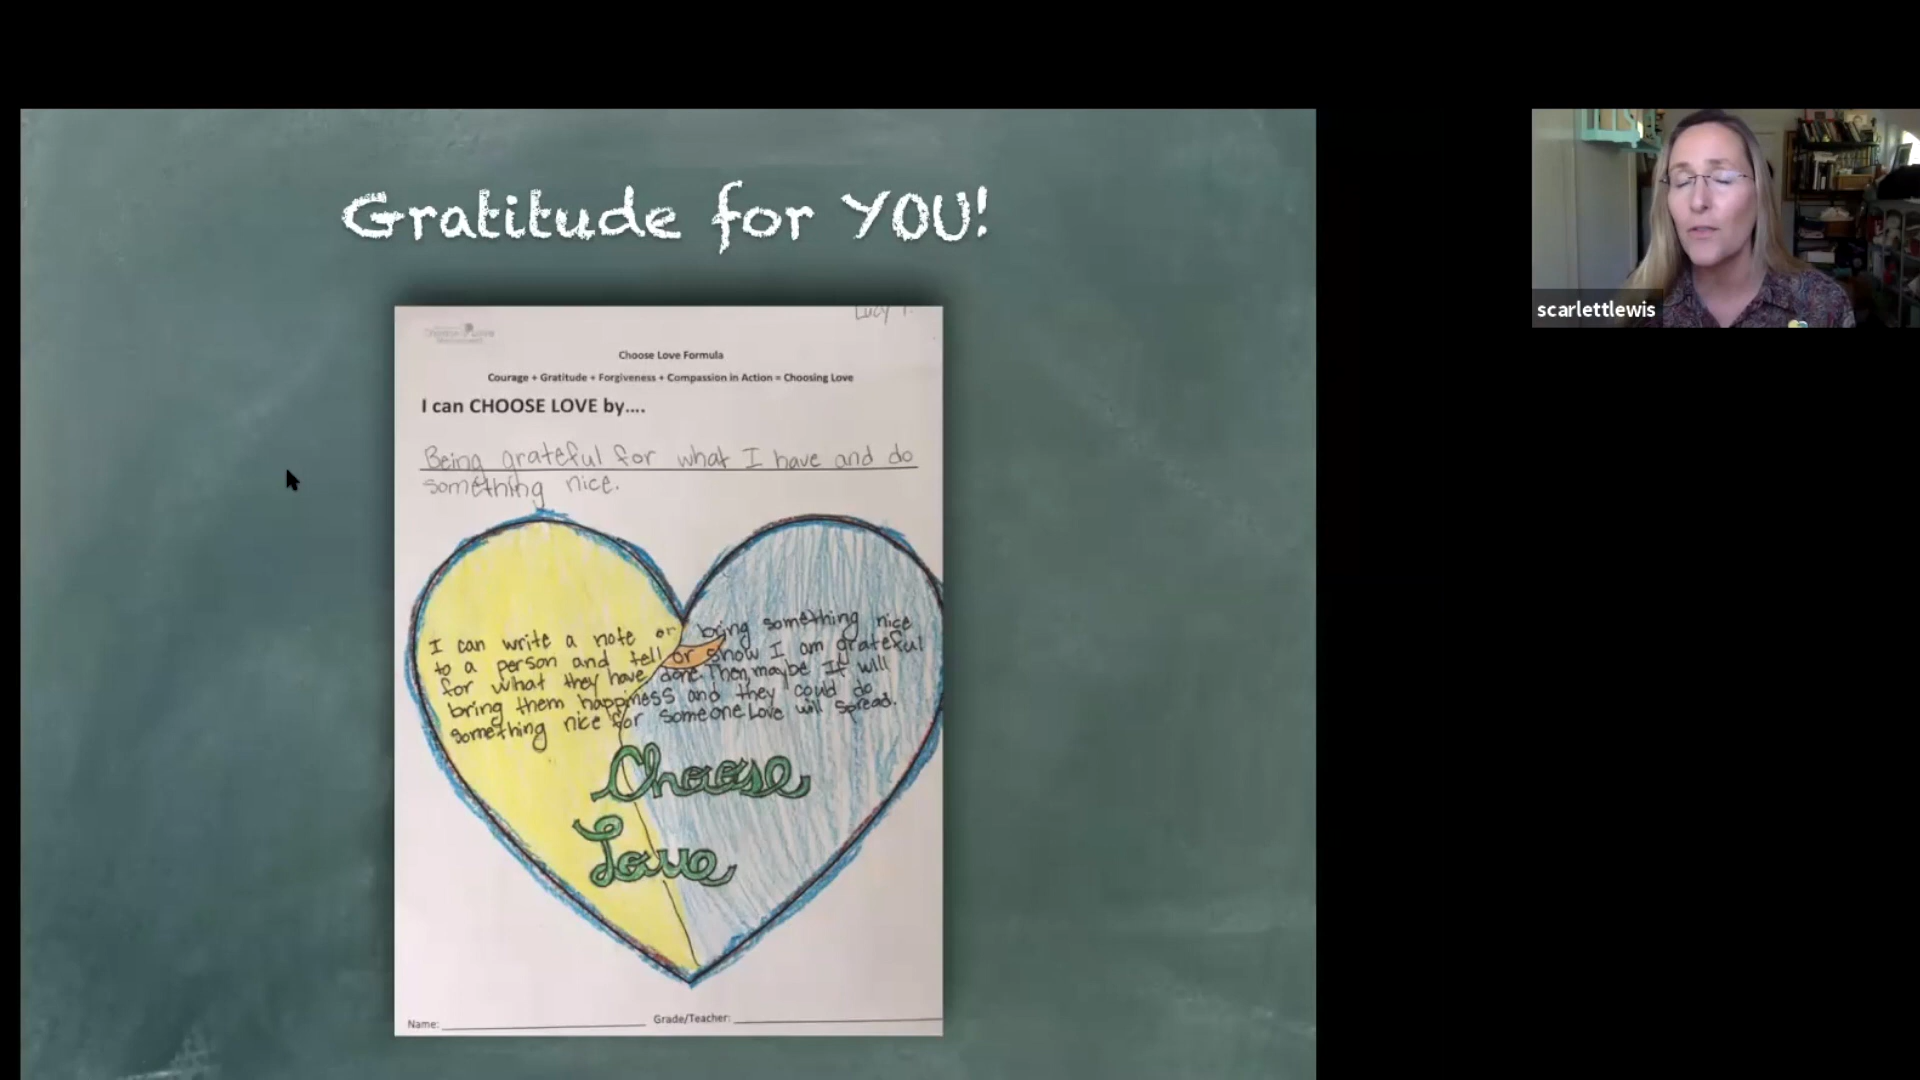 Gratitude for YOU!
scarlettlewis
Lucy
Choose Love Formula
Courage + Gratitude + Forgiveness + Compassion in Action = Choosing Love
I can CHOOSE LOVE by....
Being grateful for what I have and do
something nice.
I can write a note or bring something nice
to a person and tell or show I am grateful
for what they have done. Then, maybe It will
bring them happiness and they could do
something nice for someone Love will spread.
Choose
Love
Name:
Grade/Teacher: